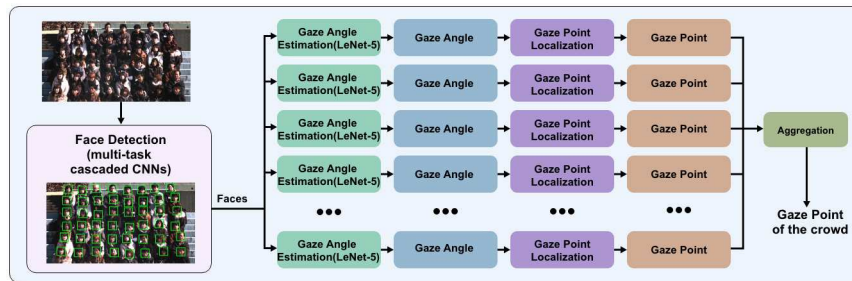 Face Detection
(multi-task
cascaded CNNs)
Faces
Gaze Angle
Estimation(LeNet-5)
Gaze Angle
Gaze Point
Localization
Gaze Point
Gaze Angle
Estimation(LeNet-5)
Gaze Angle
Gaze Point
Localization
Gaze Point
Gaze Angle
Estimation(LeNet-5)
Gaze Angle
Gaze Point
Localization
Gaze Point
Gaze Angle
Estimation(LeNet-5)
Gaze Angle
Gaze Point
Localization
Gaze Point
Gaze Angle
Estimation(LeNet-5)
Gaze Angle
Gaze Point
Localization
Gaze Point
Aggregation
Gaze Point
of the crowd